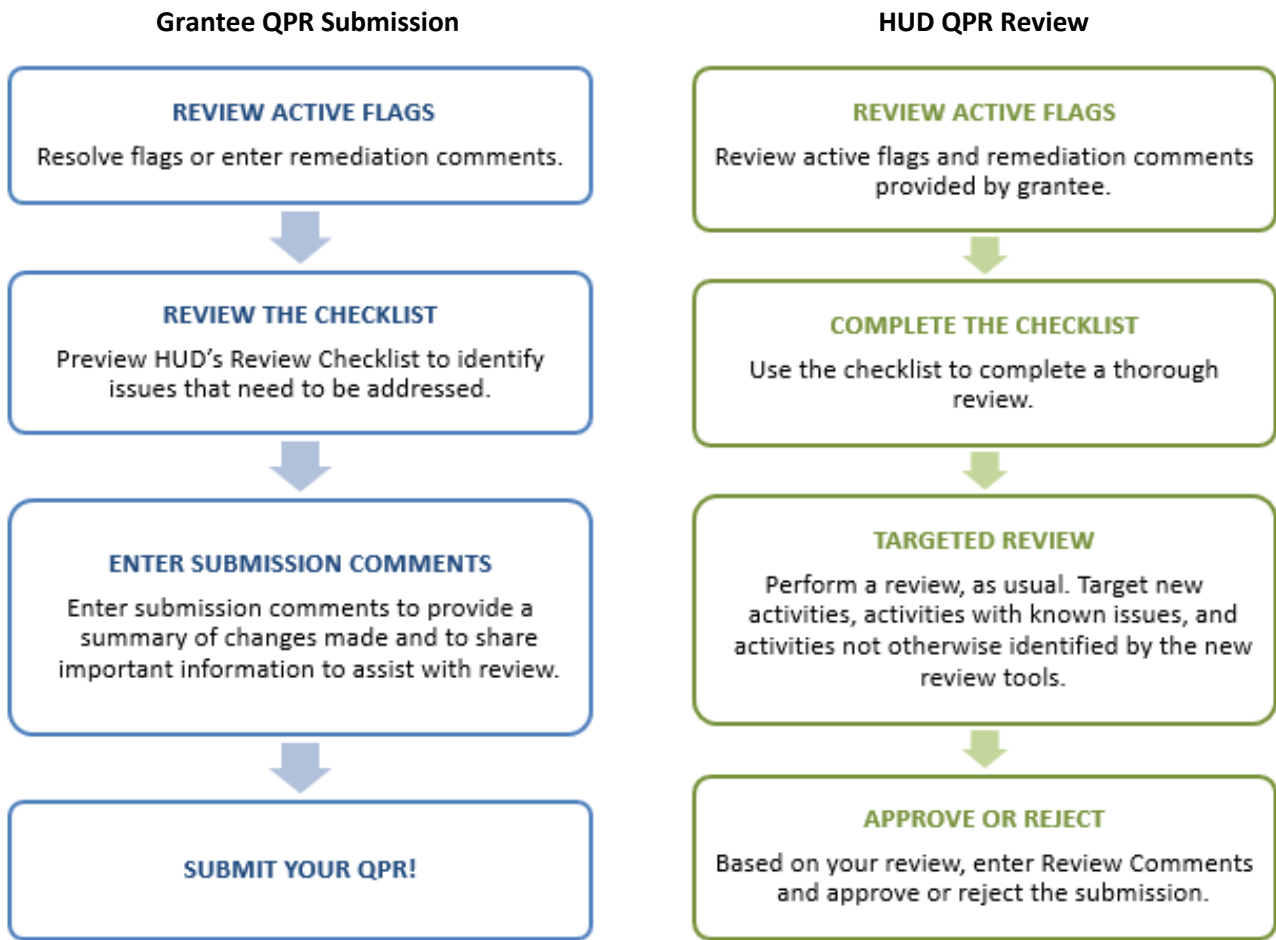 Grantee QPR Submission
REVIEW ACTIVE FLAGS
Resolve flags or enter remediation comments.
REVIEW THE CHECKLIST
Preview HUD's Review Checklist to identify
issues that need to be addressed.
ENTER SUBMISSION COMMENTS
Enter submission comments to provide a
summary of changes made and to share
important information to assist with review.
SUBMIT YOUR QPR!
HUD QPR Review
REVIEW ACTIVE FLAGS
Review active flags and remediation comments
provided by grantee.
COMPLETE THE CHECKLIST
Use the checklist to complete a thorough
review.
TARGETED REVIEW
Perform a review, as usual. Target new
activities, activities with known issues, and
activities not otherwise identified by the new
review tools.
APPROVE OR REJECT
Based on your review, enter Review Comments
and approve or reject the submission.